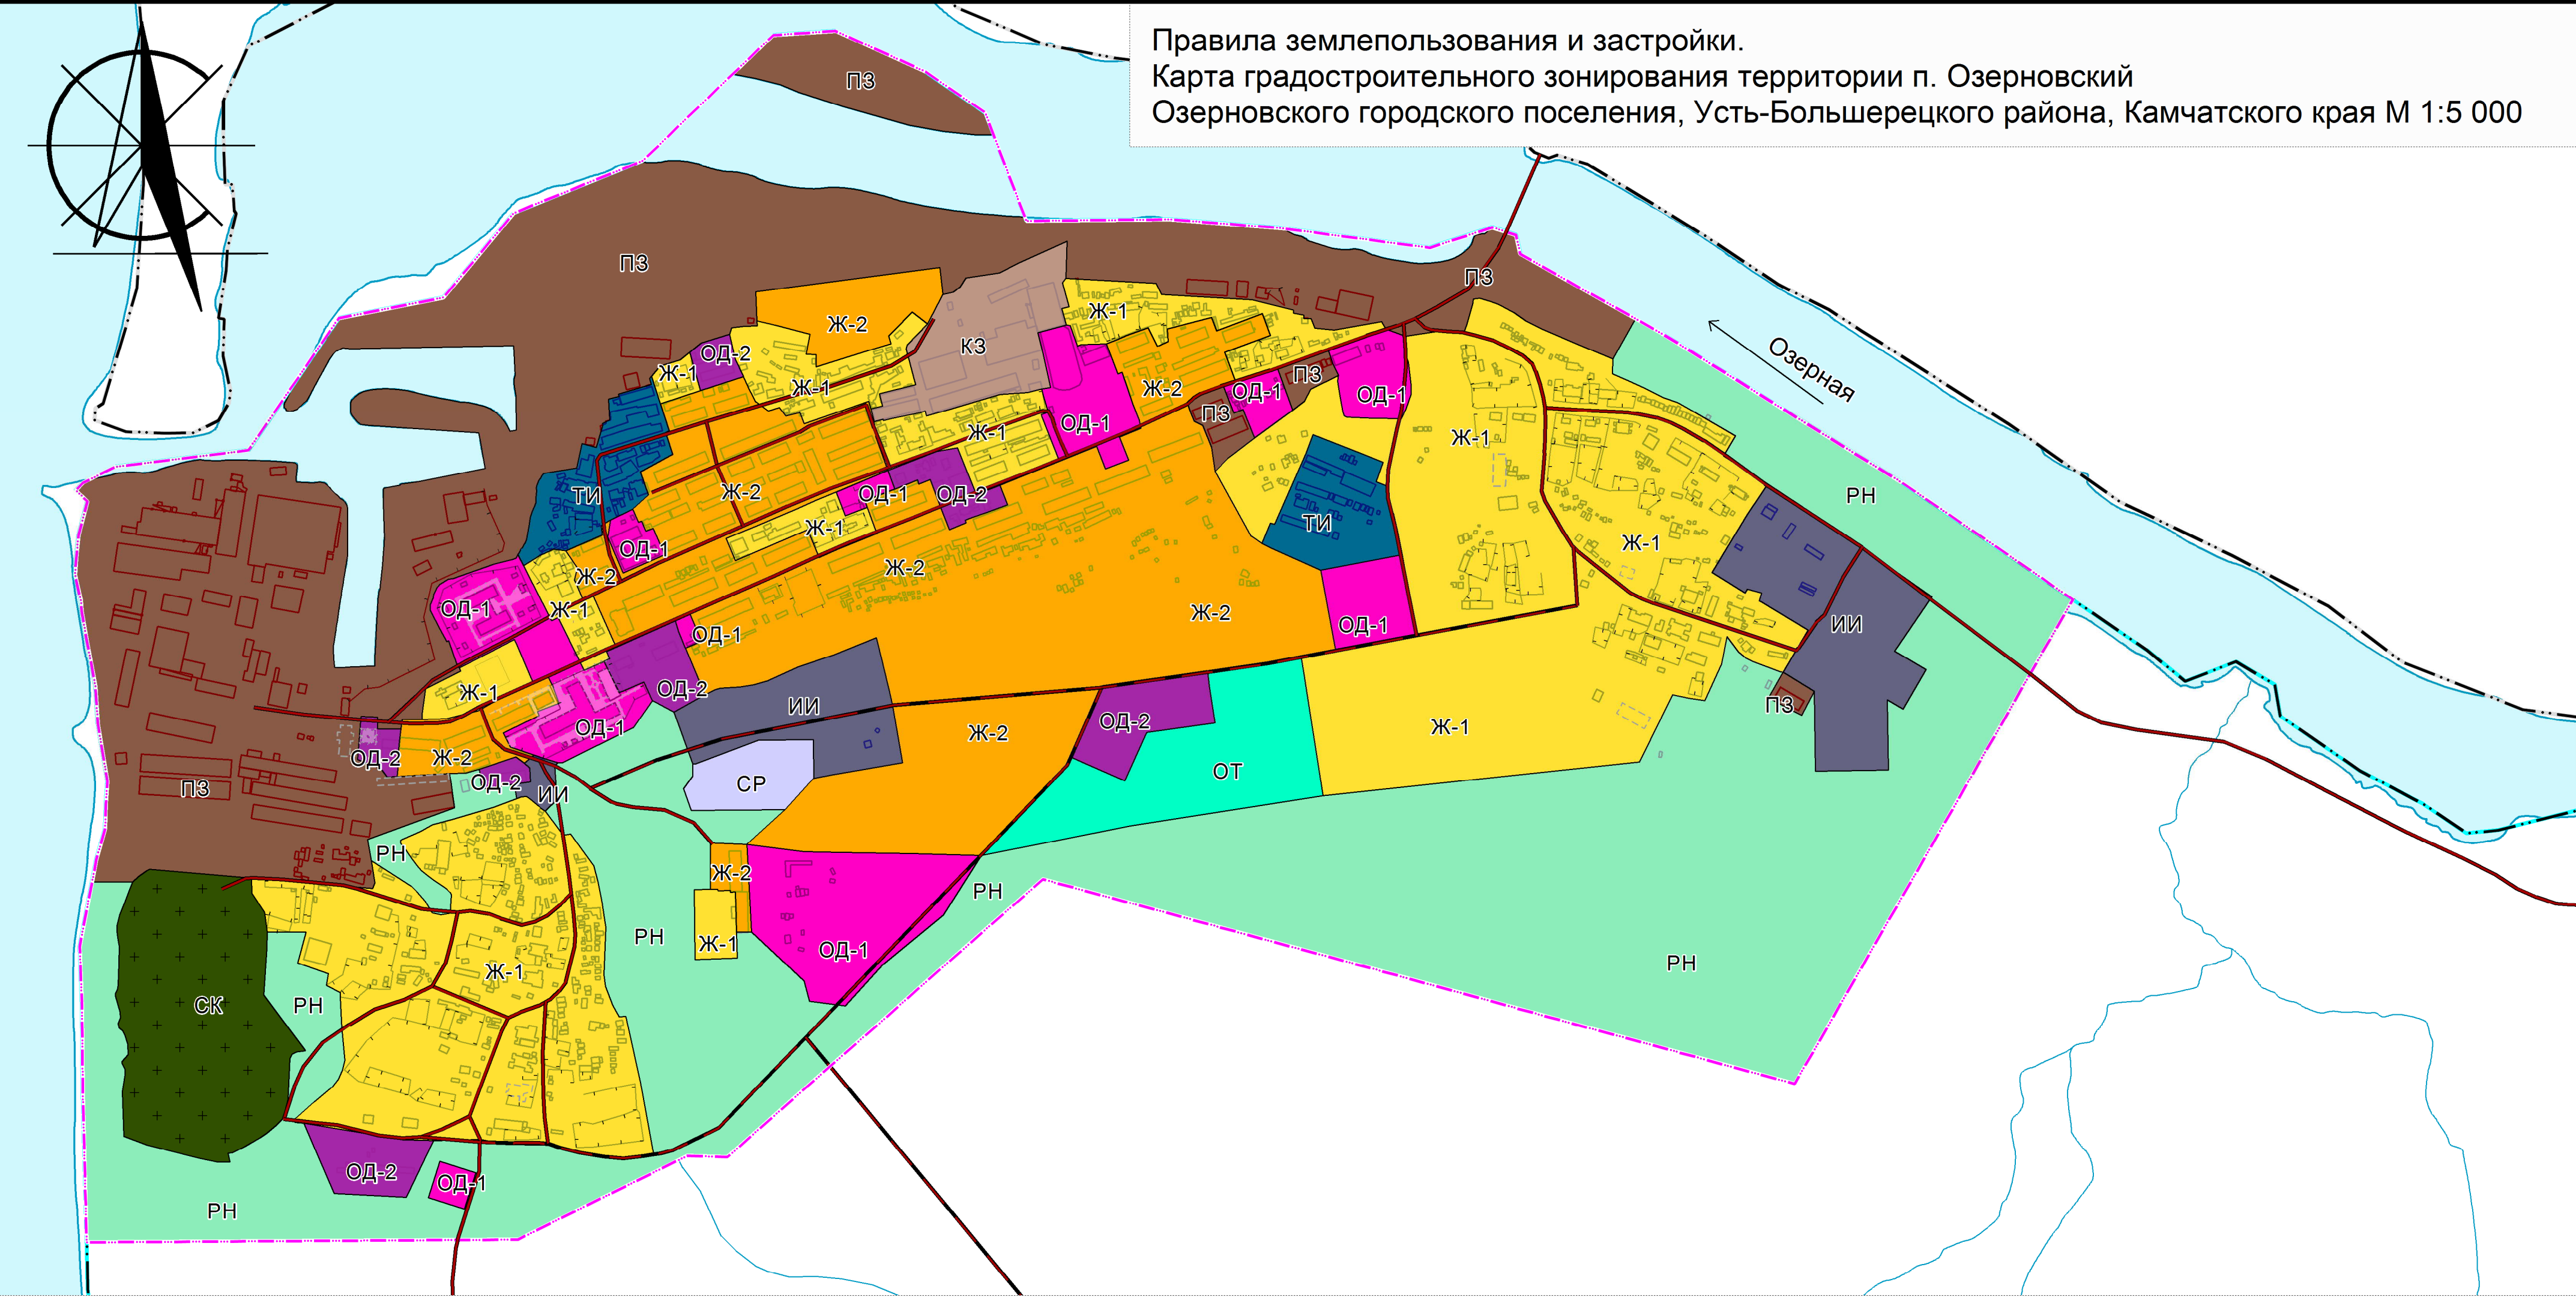 Правила землепользования и застройки.
Карта градостроительного зонирования территории п. Озерновский
Озерновского городского поселения, Усть-Большерецкого района, Камчатского края М 1:5 000
ПЗ
ПЗ
ПЗ
Ж-1
Ж-2
КЗ
ОД-2
Озерная
Ж-1
ПЗ
Ж-1
Ж-2
ОД-1
ОД-1
ПЗ
ОД-1
Ж-1
Ж-1
Ж-2
ОД-1
ОД-2
ТИ
РН
Ж-1
ТИ
ОД-1
Ж-1
Ж-2
Ж-2
ОД-1
Ж-1
Ж-2
ОД-1
ИИ
ОД-1
ОД-2
Ж-1
ИИ
ПЗ
ОД-2
ОД-1
Ж-1
Ж-2
ОД-2
Ж-2
ОТ
ОД-2
СР
ПЗ
ИИ
РН
Ж-2
РН
РН
Ж-1
ОД-1
РН
Ж-1
СК
РН
ОД-2
ОД-1
РН